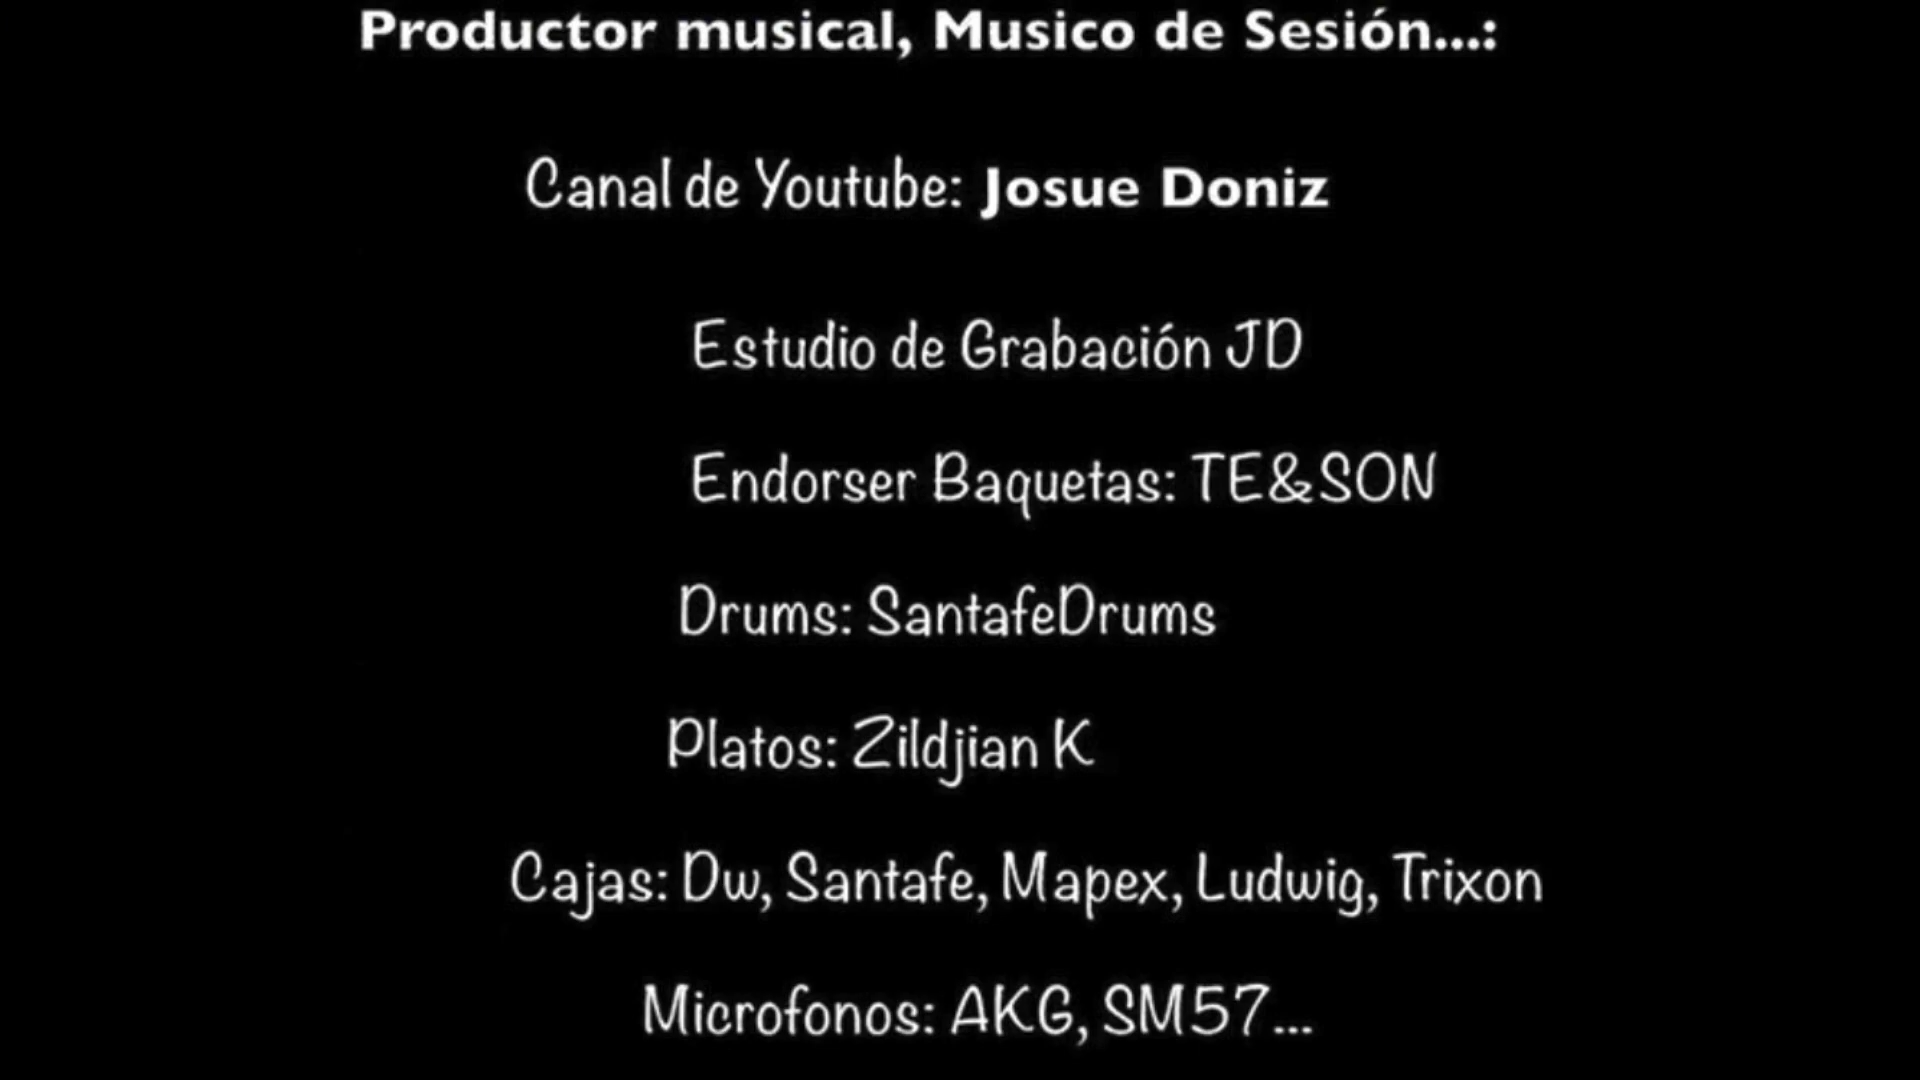 Productor musical, Musico de Sesión...:
Canal de Youtube: Josue Doniz
Estudio de Grabación JD
Endorser Baquetas: TE&SON
Drums: SantafeDrums
Platos: Zildjian K
Cajas: Dw, Santafe, Mapex, Ludwig, Trixon
Microfonos: AKG, SM57...